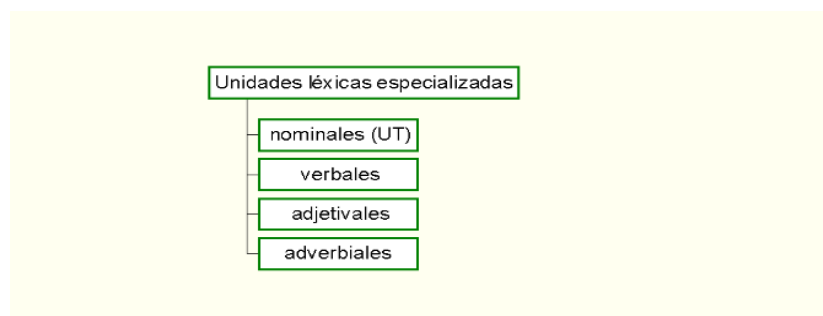 Unidades léxicas especializadas
nominales (UT)
verbales
adjetivales
adverbiales